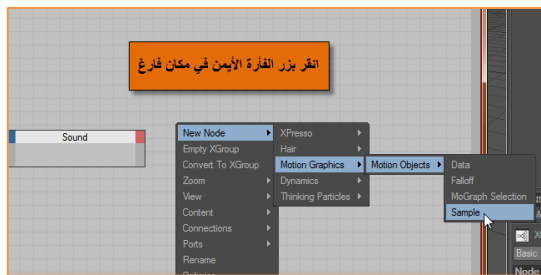 انقر بزر الفأرة الأيمن في مكان فارغ
Sound
New Node
Empty XGroup
Convert To XGroup
Zoom
View
Content
Connections
Ports
Rename
XPresso
Hair
Motion Graphics
Dynamics
Thinking Particles
Motion Objects
Data
Falloff
MoGraph Selection
Sample
Basic
Node